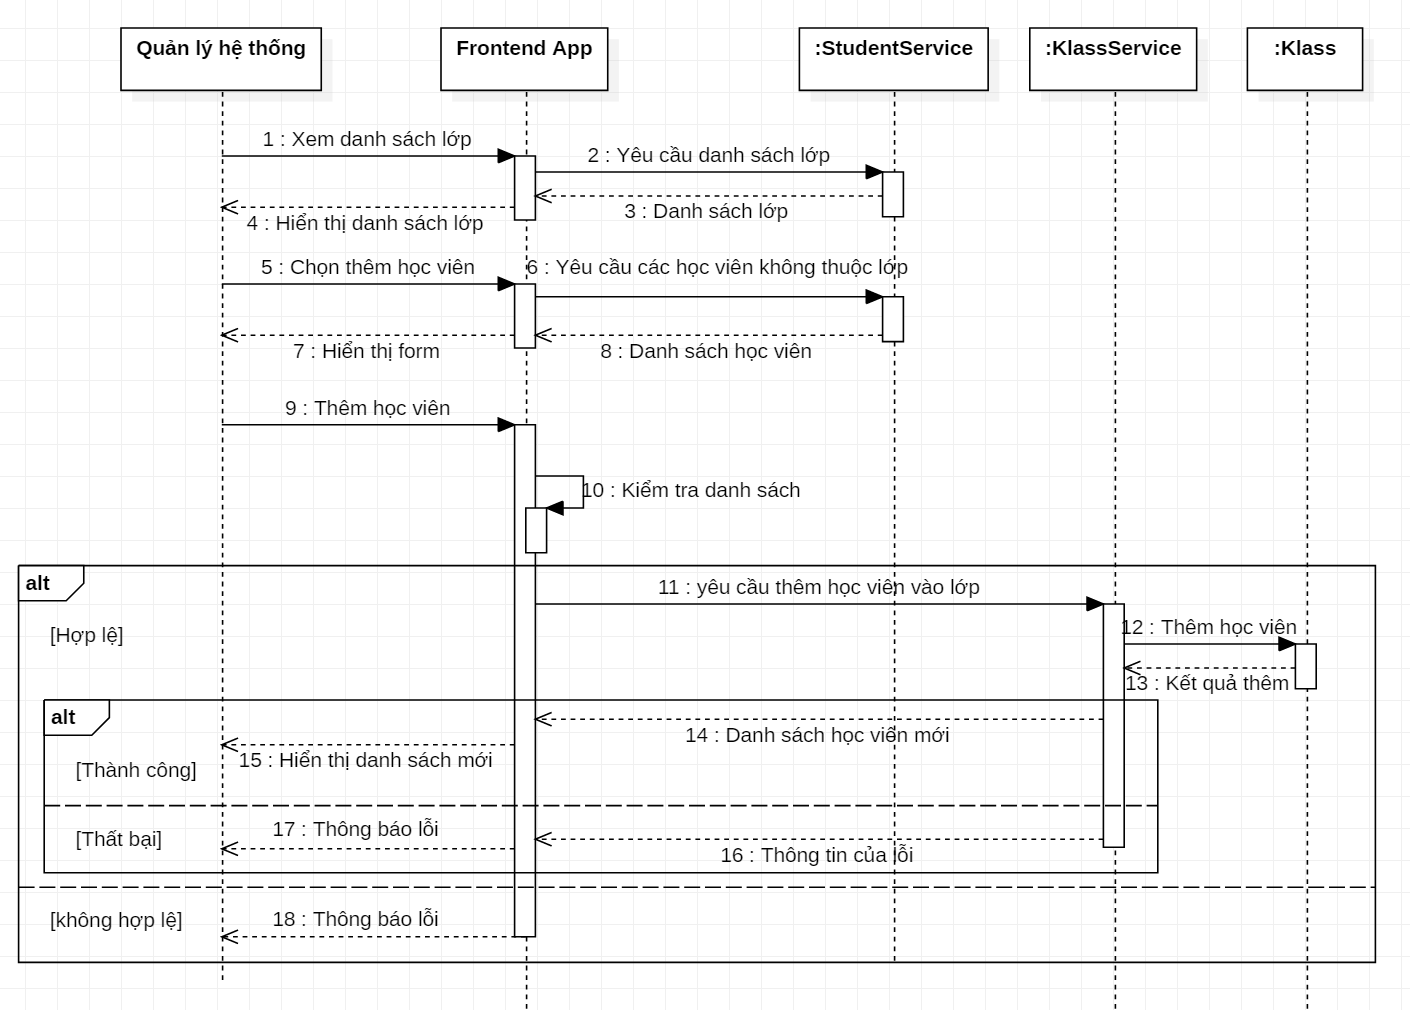 Quản lý hệ thống
Frontend App
:StudentService
:KlassService
:Klass
1 : Xem danh sách lớp
2 : Yêu cầu danh sách lớp
3 : Danh sách lớp
4 : Hiển thị danh sách lớp
5 : Chọn thêm học viên
6 : Yêu cầu các học viên không thuộc lớp
7 : Hiển thị form
8 : Danh sách học viên
9 : Thêm học viên
10 : Kiểm tra danh sách
alt
11 : yêu cầu thêm học viên vào lớp
[Hợp lệ]
12 : Thêm học viên
13 : Kết quả thêm
alt
14 : Danh sách học viên mới
15 : Hiển thị danh sách mới
[Thành công]
17 : Thông báo lỗi
[Thất bại]
16 : Thông tin của lỗi
18 : Thông báo lỗi
[không hợp lệ]